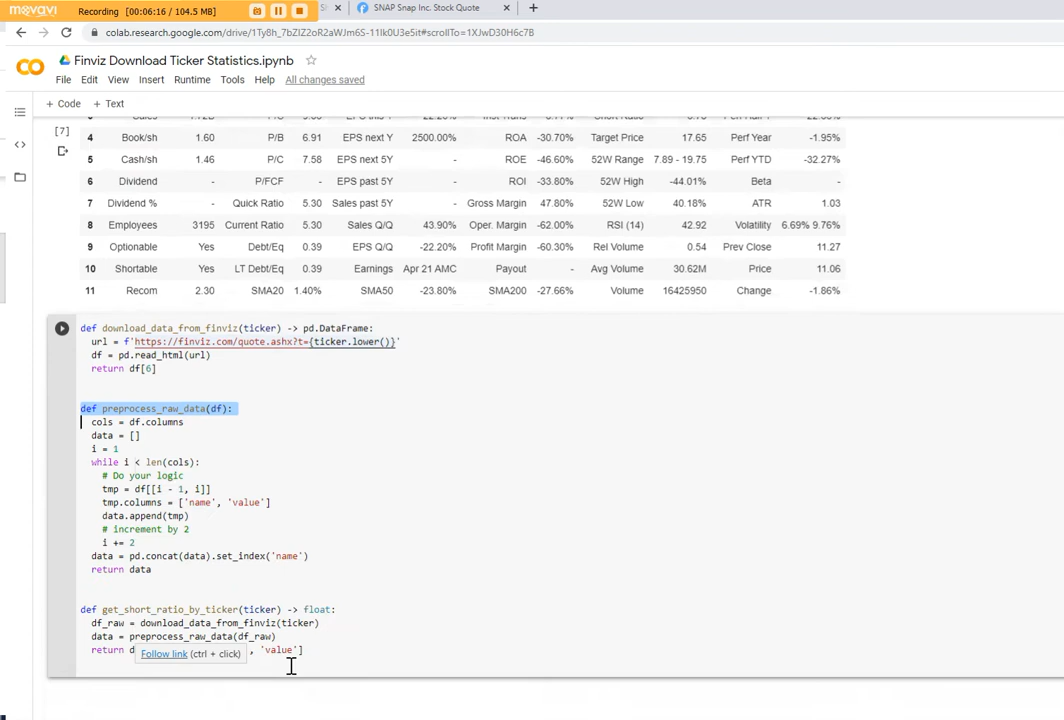 movavi
Recording [00:06:16 / 104.5 MB]
SNAP Snap Inc. Stock Quote
colab.research.google.com/drive/1Ty8h_7bZIZ2oR2aWJm6S-11Ik0U3e5it#scrollTo=1XJwD30H6c7B
Finviz Download Ticker Statistics.ipynb
File Edit View Insert Runtime Tools Help All changes saved
+ Code + Text
[7]
4 Book/sh 1.60 P/B 6.91 EPS next Y 2500.00% ROA -30.70% Target Price 17.65 Perf Year -1.95%
5 Cash/sh 1.46 P/C 7.58 EPS next 5Y - ROE -46.60% 52W Range 7.89 - 19.75 Perf YTD -32.27%
6 Dividend - P/FCF - EPS past 5Y - ROI -33.80% 52W High -44.01% Beta -
7 Dividend % - Quick Ratio 5.30 Sales past 5Y - Gross Margin 47.80% 52W Low 40.18% ATR 1.03
8 Employees 3195 Current Ratio 5.30 Sales Q/Q 43.90% Oper. Margin -62.00% RSI (14) 42.92 Volatility 6.69% 9.76%
9 Optionable Yes Debt/Eq 0.39 EPS Q/Q -22.20% Profit Margin -60.30% Rel Volume 0.54 Prev Close 11.27
10 Shortable Yes LT Debt/Eq 0.39 Earnings Apr 21 AMC Payout - Avg Volume 30.62M Price 11.06
11 Recom 2.30 SMA20 1.40% SMA50 -23.80% SMA200 -27.66% Volume 16425950 Change -1.86%
def download_data_from_finviz(ticker) -> pd.DataFrame:
url = f'https://finviz.com/quote.ashx?t={ticker.lower()}'
df = pd.read_html(url)
return df[6]
def preprocess_raw_data(df):
cols = df.columns
data = []
i = 1
while i < len(cols):
# Do your logic
tmp = df[[i - 1, i]]
tmp.columns = ['name', 'value']
data.append(tmp)
# increment by 2
i += 2
data = pd.concat(data).set_index('name')
return data
def get_short_ratio_by_ticker(ticker) -> float:
df_raw = download_data_from_finviz(ticker)
data = preprocess_raw_data(df_raw)
return d , 'value']
Follow link (ctrl + click)